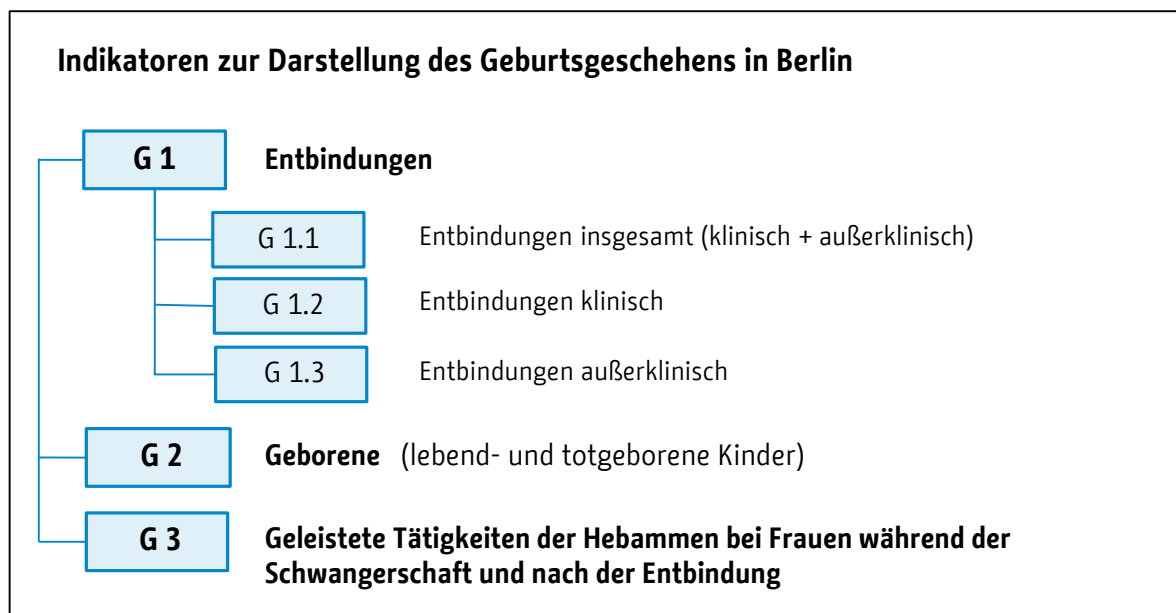 Indikatoren zur Darstellung des Geburtsgeschehens in Berlin
G 1 Entbindungen
G 1.1 Entbindungen insgesamt (klinisch + außerklinisch)
G 1.2 Entbindungen klinisch
G 1.3 Entbindungen außerklinisch
G 2 Geborene (lebend- und totgeborene Kinder)
G 3 Geleistete Tätigkeiten der Hebammen bei Frauen während der
Schwangerschaft und nach der Entbindung